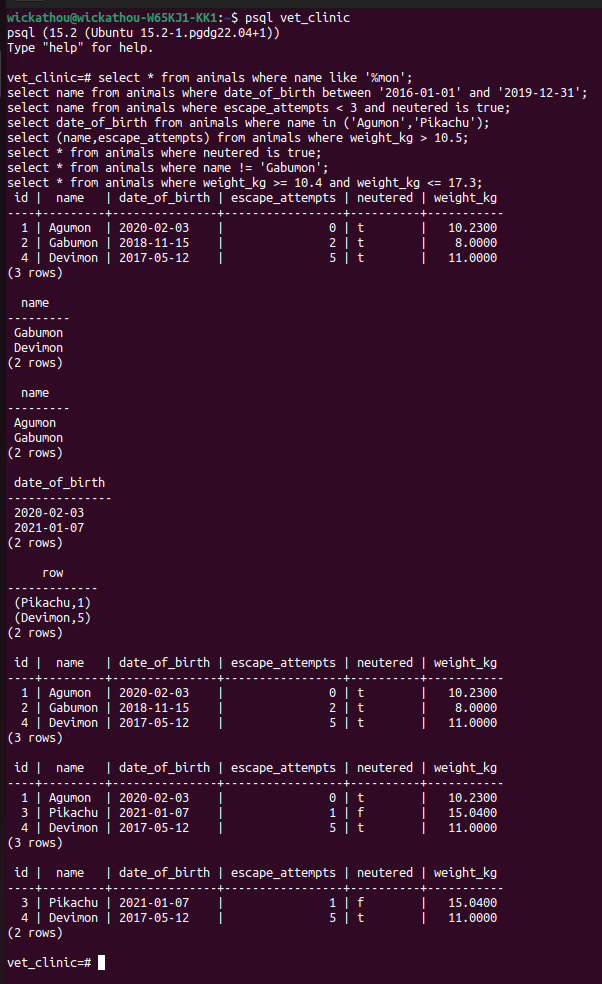 wickathou@wickathou-W65KJ1-KK1:~$ psql vet_clinic
psql (15.2 (Ubuntu 15.2-1.pgdg22.04+1))
Type "help" for help.

vet_clinic=# select * from animals where name like '%mon';
select name from animals where date_of_birth between '2016-01-01' and '2019-12-31';
select name from animals where escape_attempts < 3 and neutered is true;
select date_of_birth from animals where name in ('Agumon','Pikachu');
select (name,escape_attempts) from animals where weight_kg > 10.5;
select * from animals where neutered is true;
select * from animals where name != 'Gabumon';
select * from animals where weight_kg >= 10.4 and weight_kg <= 17.3;
 id |  name   | date_of_birth | escape_attempts | neutered | weight_kg 
----+---------+---------------+-----------------+----------+-----------
  1 | Agumon  | 2020-02-03    |               0 | t        |   10.2300
  2 | Gabumon | 2018-11-15    |               2 | t        |    8.0000
  4 | Devimon | 2017-05-12    |               5 | t        |   11.0000
(3 rows)

  name   
---------
 Gabumon
 Devimon
(2 rows)

  name   
---------
 Agumon
 Gabumon
(2 rows)

 date_of_birth 
---------------
 2020-02-03
 2021-01-07
(2 rows)

     row     
-------------
 (Pikachu,1)
 (Devimon,5)
(2 rows)

 id |  name   | date_of_birth | escape_attempts | neutered | weight_kg 
----+---------+---------------+-----------------+----------+-----------
  1 | Agumon  | 2020-02-03    |               0 | t        |   10.2300
  2 | Gabumon | 2018-11-15    |               2 | t        |    8.0000
  4 | Devimon | 2017-05-12    |               5 | t        |   11.0000
(3 rows)

 id |  name   | date_of_birth | escape_attempts | neutered | weight_kg 
----+---------+---------------+-----------------+----------+-----------
  1 | Agumon  | 2020-02-03    |               0 | t        |   10.2300
  3 | Pikachu | 2021-01-07    |               1 | f        |   15.0400
  4 | Devimon | 2017-05-12    |               5 | t        |   11.0000
(3 rows)

 id |  name   | date_of_birth | escape_attempts | neutered | weight_kg 
----+---------+---------------+-----------------+----------+-----------
  3 | Pikachu | 2021-01-07    |               1 | f        |   15.0400
  4 | Devimon | 2017-05-12    |               5 | t        |   11.0000
(2 rows)

vet_clinic=#